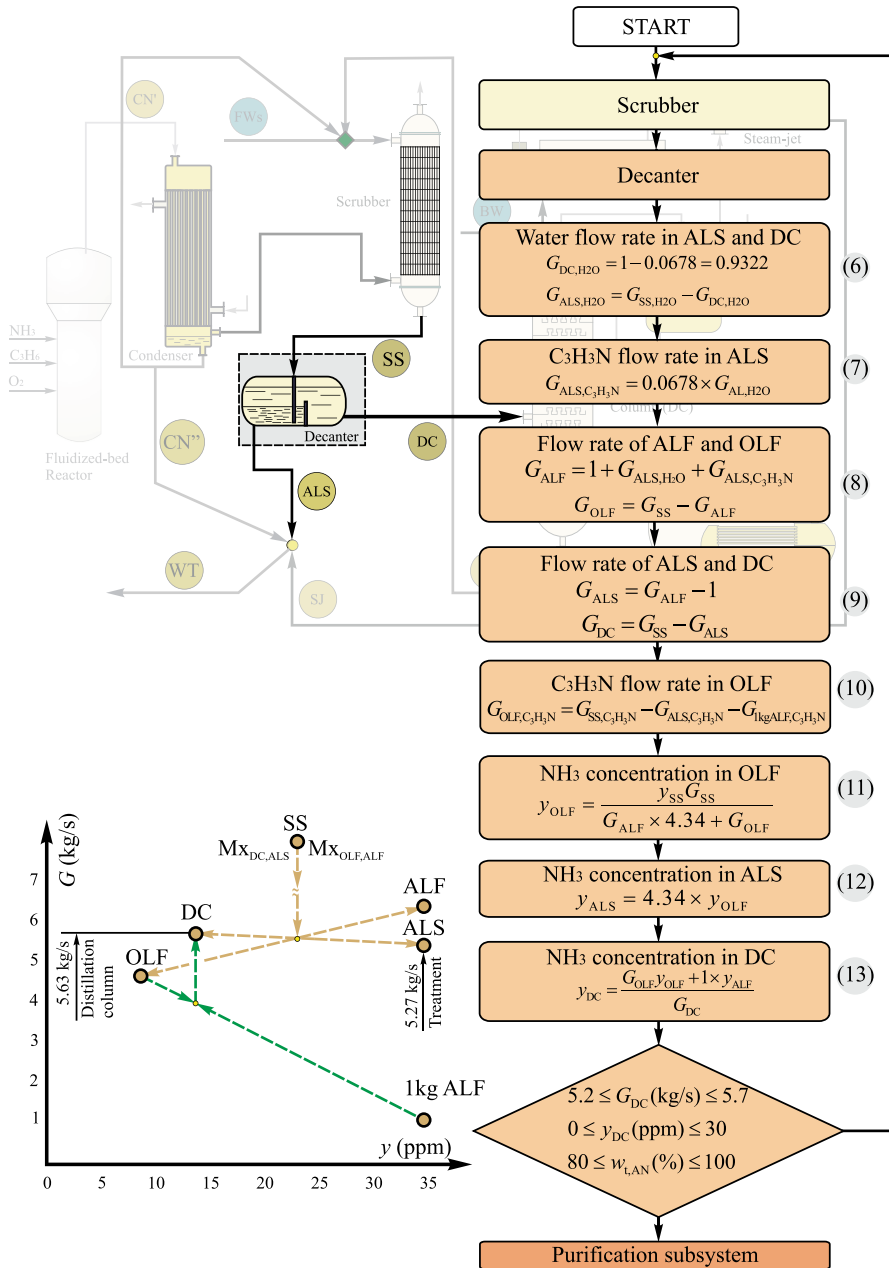 START
Scrubber
Decanter
Water flow rate in ALS and DC
G_DC,H2O = 1−0.0678 = 0.9322
G_ALS,H2O = G_SS,H2O − G_DC,H2O
(6)
C3H3N flow rate in ALS
G_ALS,C3H3N = 0.0678 × G_AL,H2O
(7)
Flow rate of ALF and OLF
G_ALF = 1 + G_ALS,H2O + G_ALS,C3H3N
G_OLF = G_SS − G_ALF
(8)
Flow rate of ALS and DC
G_ALS = G_ALF − 1
G_DC = G_SS − G_ALS
(9)
C3H3N flow rate in OLF
G_OLF,C3H3N = G_SS,C3H3N − G_ALS,C3H3N − G_1kgALF,C3H3N
(10)
NH3 concentration in OLF
y_OLF = y_SS G_SS / G_ALF × 4.34 + G_OLF
(11)
NH3 concentration in ALS
y_ALS = 4.34 × y_OLF
(12)
NH3 concentration in DC
y_DC = G_OLF y_OLF + 1 × y_ALF / G_DC
(13)
5.2 ≤ G_DC (kg/s) ≤ 5.7
0 ≤ y_DC (ppm) ≤ 30
80 ≤ w_t,AN (%) ≤ 100
Purification subsystem
CN'
FWs
Scrubber
Steam-jet
BW
NH3
C3H6
O2
Condenser
SS
Decanter
DC
Column (DC)
CN”
Fluidized-bed
Reactor
ALS
WT
SJ
G (kg/s)
7
6
5
4
3
2
1
0
5
10
15
20
25
30
35
y (ppm)
SS
Mx_DC,ALS
Mx_OLF,ALF
ALF
DC
ALS
OLF
1kg ALF
5.63 kg/s
Distillation
column
5.27 kg/s
Treatment